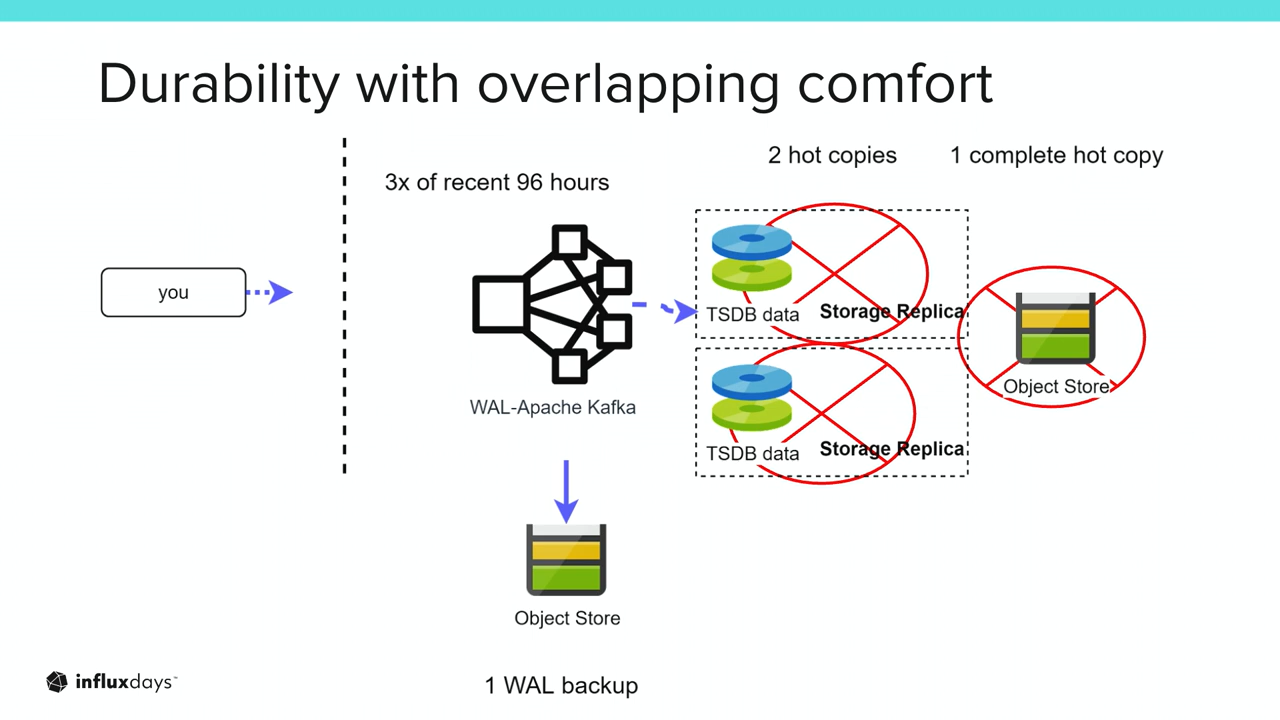 Durability with overlapping comfort
2 hot copies
1 complete hot copy
3x of recent 96 hours
you
TSDB data
Storage Replica
WAL-Apache Kafka
Object Store
TSDB data
Storage Replica
Object Store
influxdays™
1 WAL backup